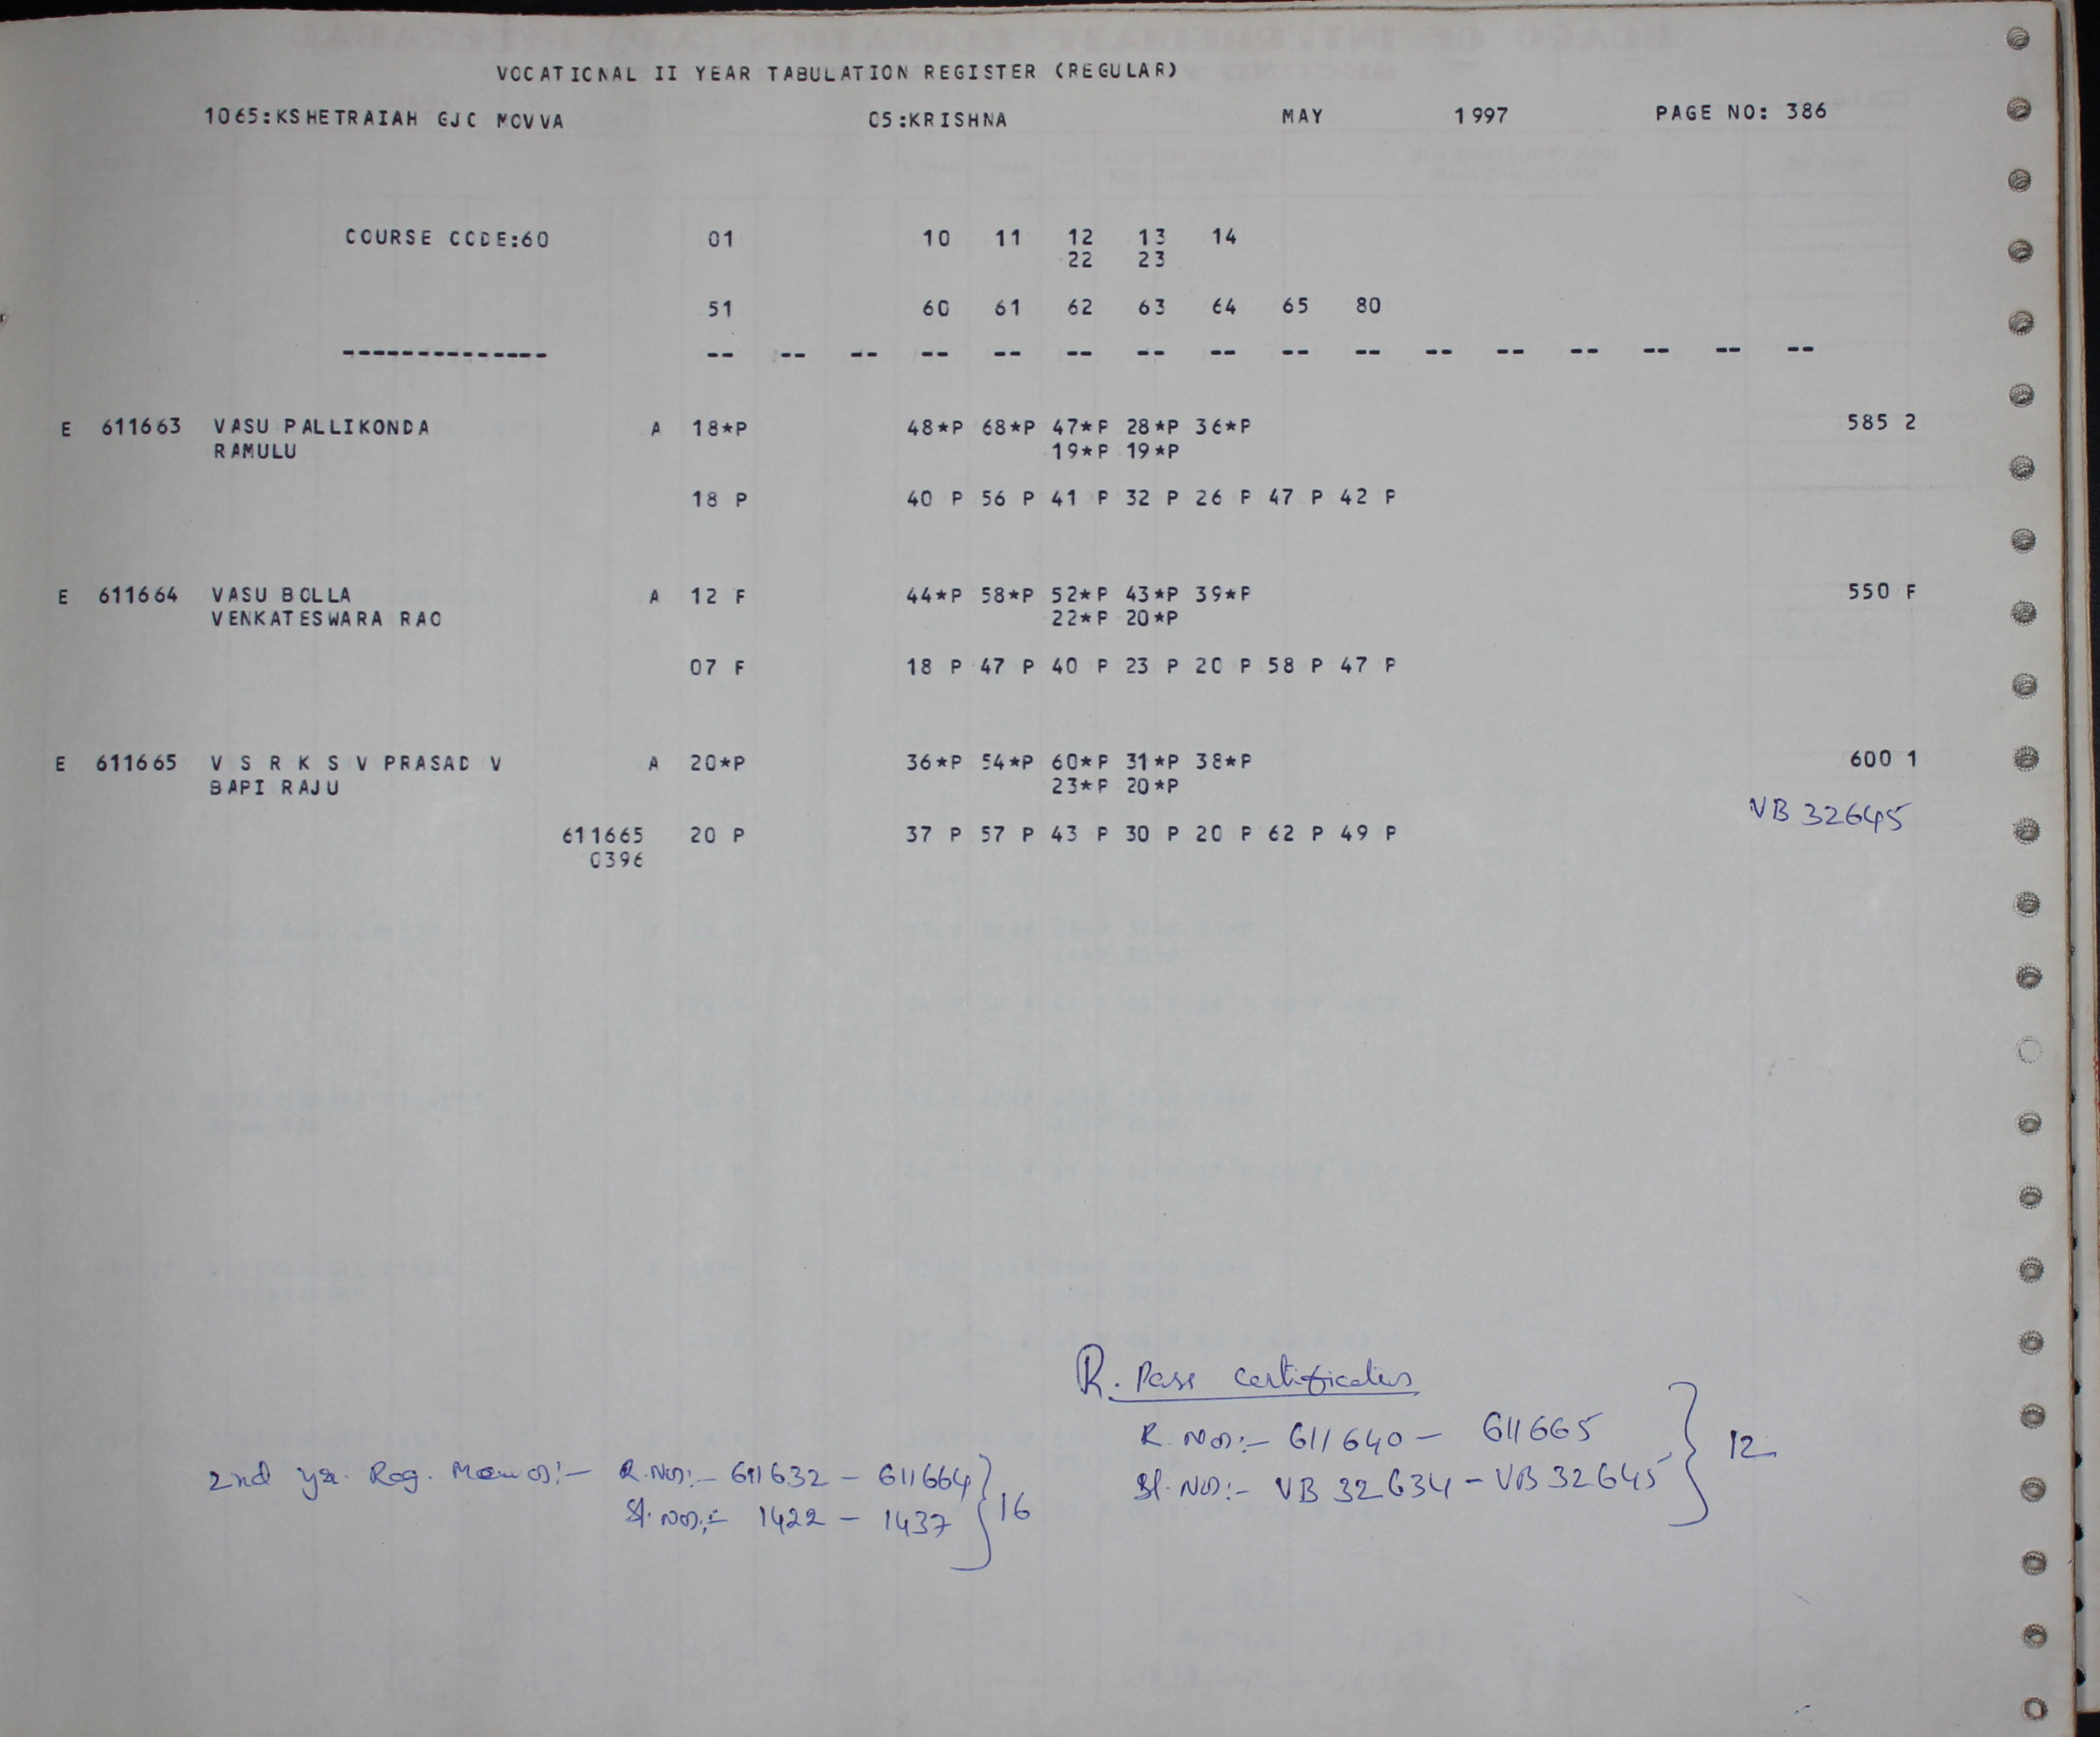 VOCATIONAL II YEAR TABULATION REGISTER (REGULAR)
1065:KSHETRAIAH GJC MOVVA 05:KRISHNA MAY 1997 PAGE NO: 386
COURSE CODE:60 01 10 11 12 13 14
22 23
51 60 61 62 63 64 65 80
-------------- -- -- -- -- -- -- -- -- -- -- -- -- -- -- -- --
E 611663 VASU PALLIKONDA A 18*P 48*P 68*P 47*P 28*P 36*P 585 2
RAMULU 19*P 19*P
18 P 40 P 56 P 41 P 32 P 26 P 47 P 42 P
E 611664 VASU BOLLA A 12 F 44*P 58*P 52*P 43*P 39*P 550 F
VENKATESWARA RAO 22*P 20*P
07 F 18 P 47 P 40 P 23 P 20 P 58 P 47 P
E 611665 V S R K S V PRASAD V A 20*P 36*P 54*P 60*P 31*P 38*P 600 1
BAPI RAJU 23*P 20*P
VB 32645
611665 20 P 37 P 57 P 43 P 30 P 20 P 62 P 49 P
0396
R. Pass certificates
R. Nos:- 611640 - 611665
Sl. Nos:- VB 32634 - VB 32645 } 12
2nd yr. Reg. Memos:- R.Nos:- 611632 - 611664
Sl. Nos:- 1422 - 1437 } 16